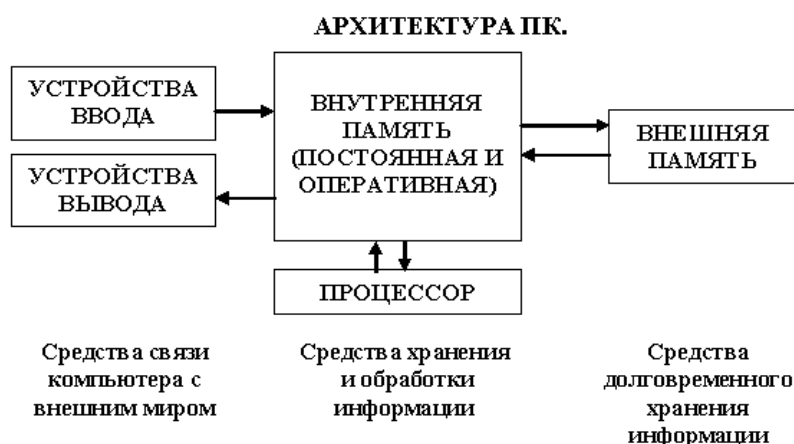 АРХИТЕКТУРА ПК.
УСТРОЙСТВА
ВВОДА
УСТРОЙСТВА
ВЫВОДА
ВНУТРЕННЯЯ
ПАМЯТЬ
(ПОСТОЯННАЯ И
ОПЕРАТИВНАЯ)
ВНЕШНЯЯ
ПАМЯТЬ
ПРОЦЕССОР
Средства связи
компьютера с
внешним миром
Средства хранения
и обработки
информации
Средства
долговременного
хранения
информации